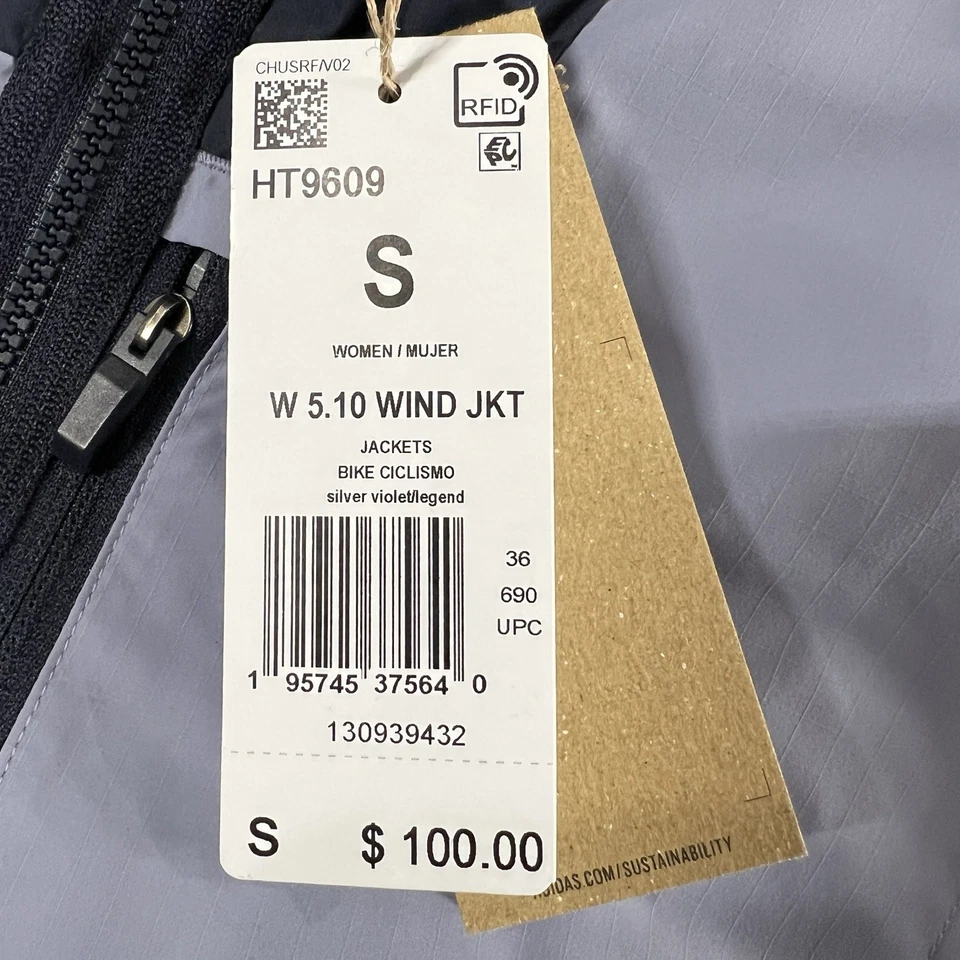 CHUSRF/V02
RFID
EPC
HT9609
S
WOMEN / MUJER
W 5.10 WIND JKT
JACKETS
BIKE CICLISMO
silver violet/legend
36
690
UPC
1 95745 37564 0
130939432
S $ 100.00
ADIDAS.COM/SUSTAINABILITY